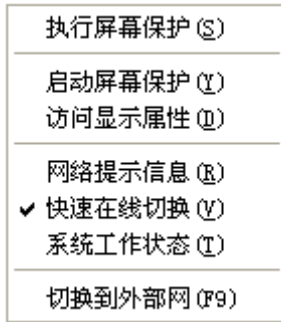 执行屏幕保护(S)
启动屏幕保护(Y)
访问显示属性(D)
网络提示信息(R)
✓ 快速在线切换(V)
系统工作状态(T)
切换到外部网(F9)